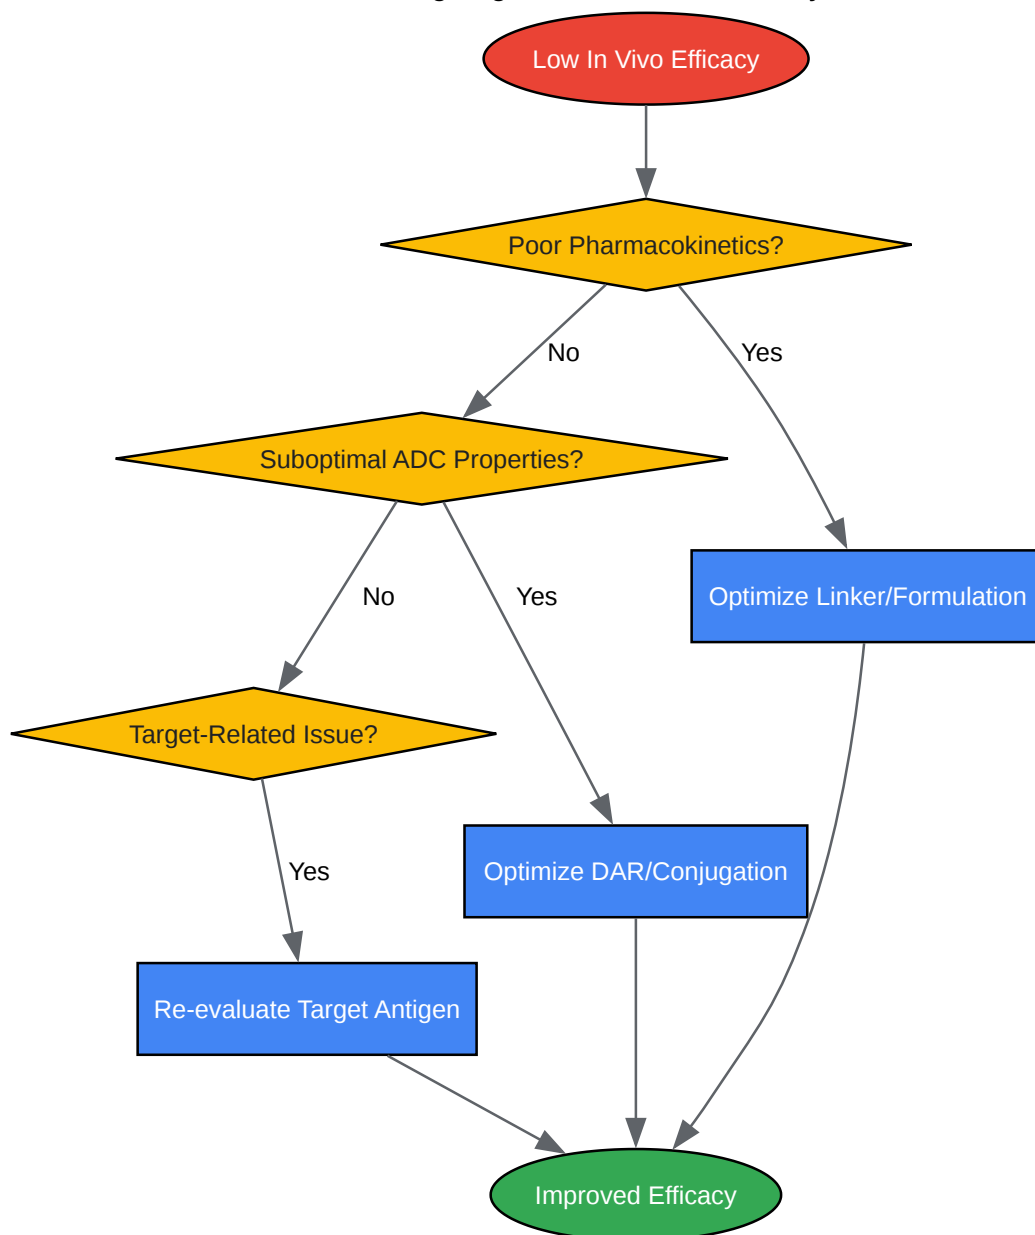 Low In Vivo Efficacy
Poor Pharmacokinetics?
No
Yes
Suboptimal ADC Properties?
No
Yes
Optimize Linker/Formulation
Target-Related Issue?
Yes
Optimize DAR/Conjugation
Re-evaluate Target Antigen
Improved Efficacy